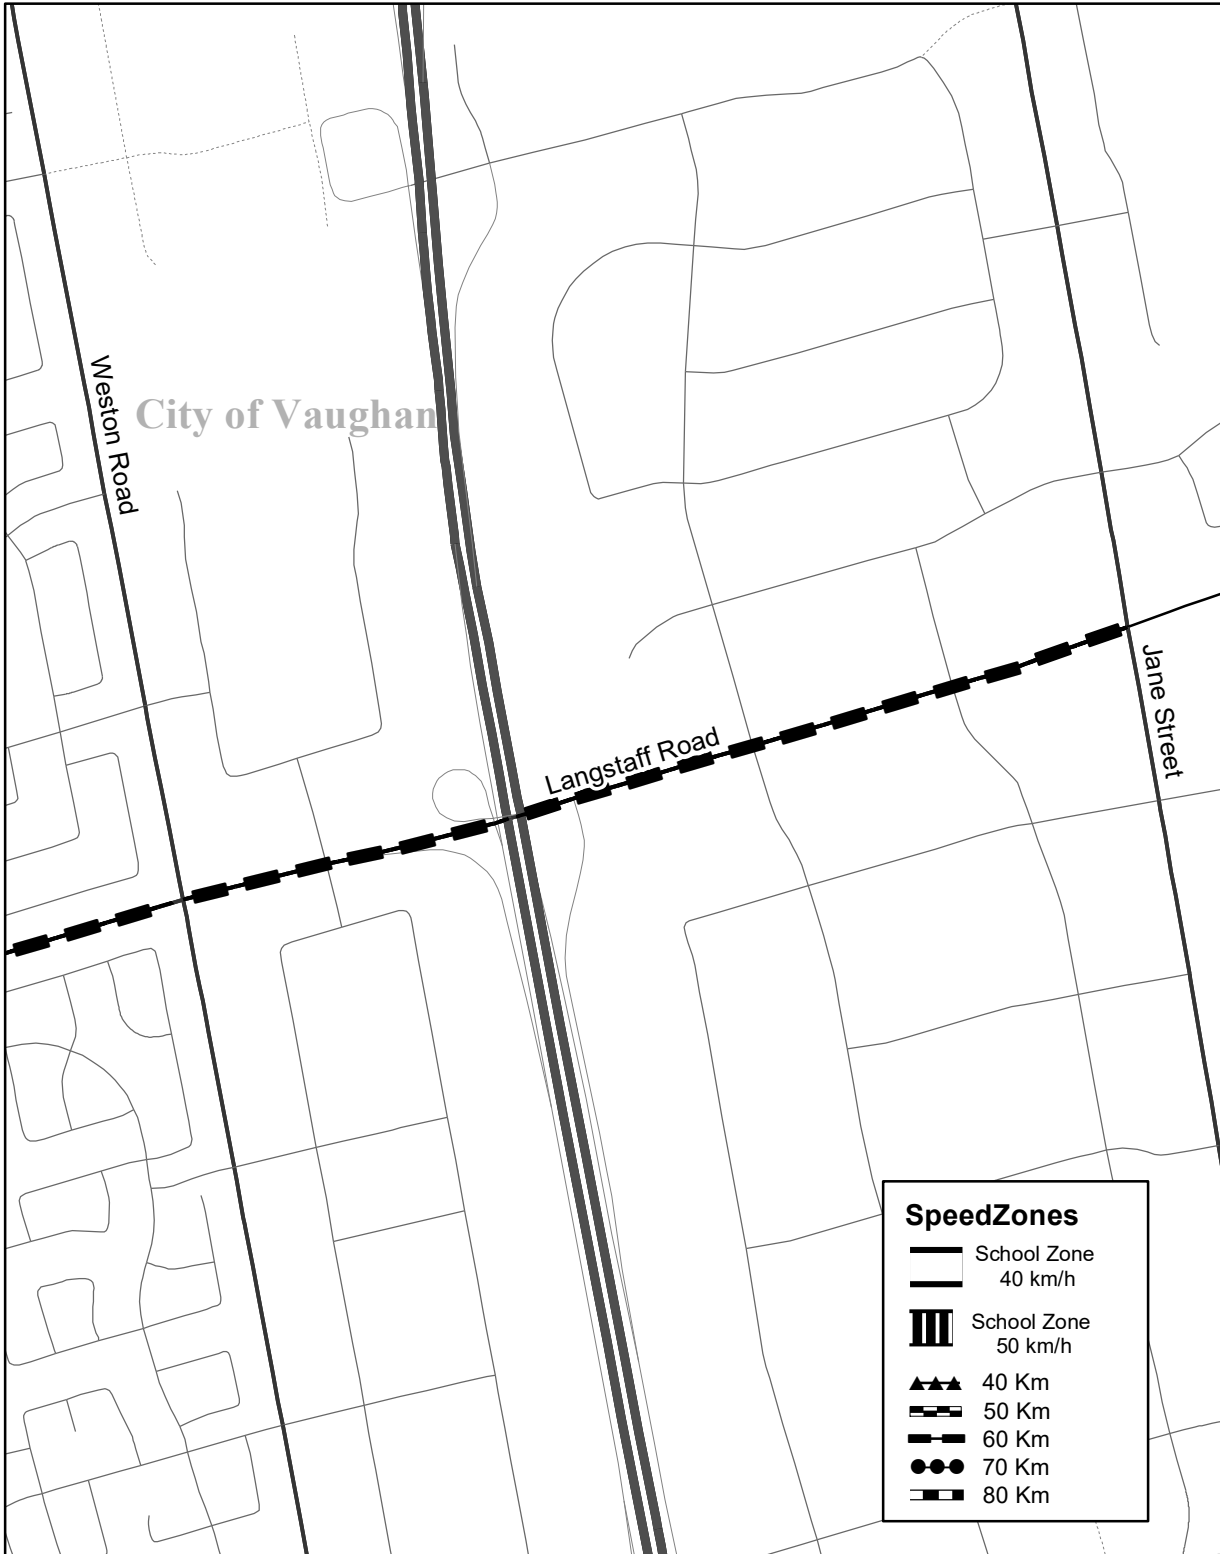 Weston Road
City of Vaughan
Langstaff Road
Jane Street
SpeedZones
School Zone
40 km/h
School Zone
50 km/h
40 Km
50 Km
60 Km
70 Km
80 Km